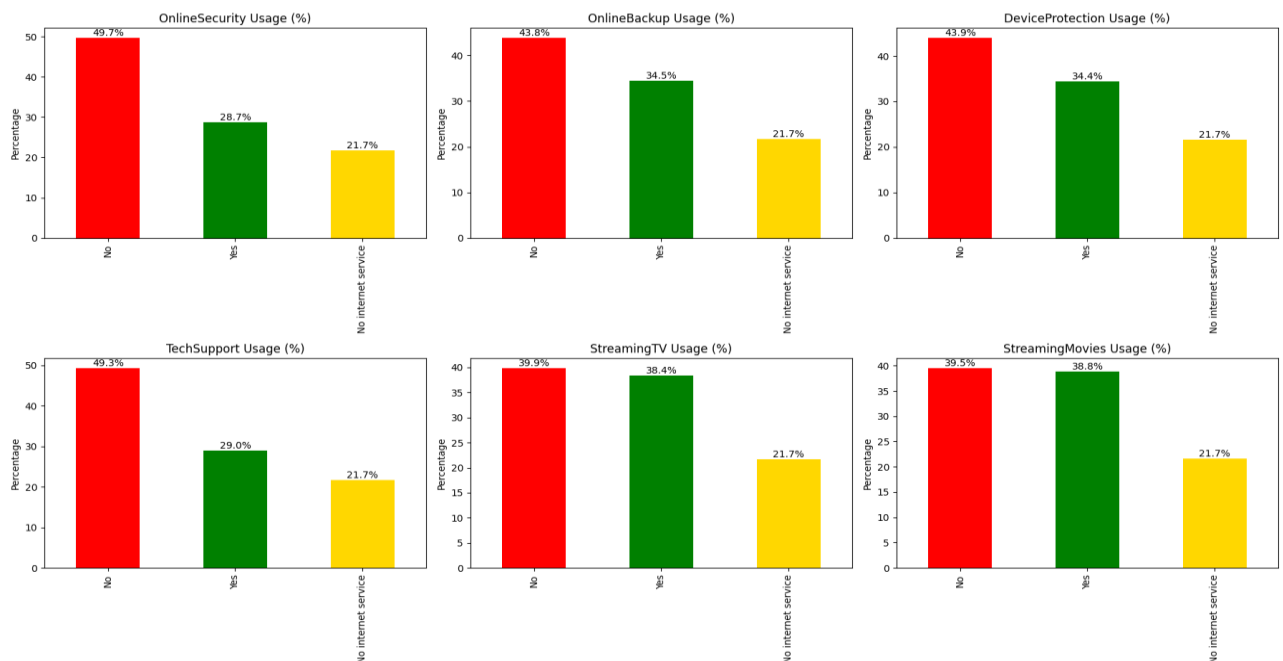 OnlineSecurity Usage (%)
49.7%
28.7%
21.7%
Percentage
50
40
30
20
10
0
No
Yes
No internet service
OnlineBackup Usage (%)
43.8%
34.5%
21.7%
Percentage
40
30
20
10
0
No
Yes
No internet service
DeviceProtection Usage (%)
43.9%
34.4%
21.7%
Percentage
40
30
20
10
0
No
Yes
No internet service
TechSupport Usage (%)
49.3%
29.0%
21.7%
Percentage
50
40
30
20
10
0
No
Yes
No internet service
StreamingTV Usage (%)
39.9%
38.4%
21.7%
Percentage
40
35
30
25
20
15
10
5
0
No
Yes
No internet service
StreamingMovies Usage (%)
39.5%
38.8%
21.7%
Percentage
40
35
30
25
20
15
10
5
0
No
Yes
No internet service